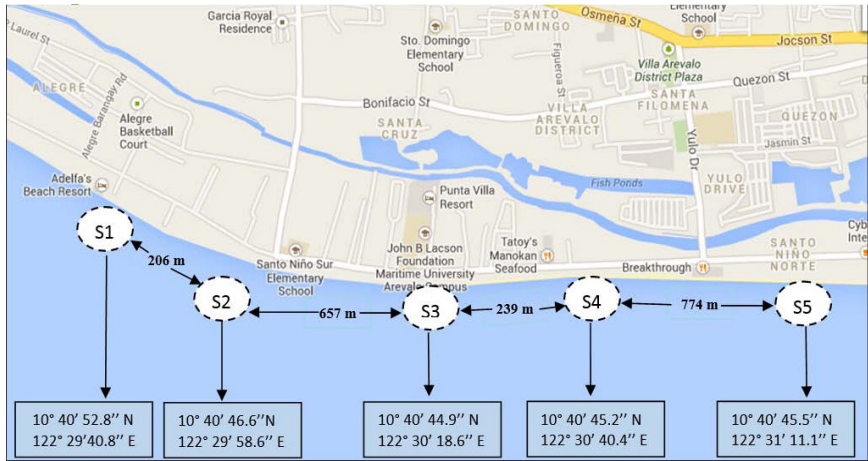 Garcia Royal
Residence
Sto. Domingo
Elementary
School
SANTO
DOMINGO
Osmeña St
Elementary
School
Jocson St
Laurel St
ALEGRE
Alegre Barangay Rd
Alegre
Basketball
Court
Bonifacio St
SANTA
CRUZ
Figueroa St
VILLA
AREVALO
DISTRICT
Villa Arevalo
District Plaza
Quezon St
SANTA
FILOMENA
QUEZON
Jasmin St
Yulo Dr
YULO
DRIVE
Adelfa's
Beach Resort
Punta Villa
Resort
Fish Ponds
Santo Niño Sur
Elementary
School
John B Lacson
Foundation
Maritime University
Arevalo Campus
Tatoy's
Manokan
Seafood
Breakthrough
SANTO
NIÑO
NORTE
Cyb
Inte
S1
206 m
S2
657 m
S3
239 m
S4
774 m
S5
10° 40’ 52.8’’ N
122° 29’40.8’’ E
10° 40’ 46.6’’N
122° 29’ 58.6’’ E
10° 40’ 44.9’’ N
122° 30’ 18.6’’ E
10° 40’ 45.2’’ N
122° 30’ 40.4’’ E
10° 40’ 45.5’’ N
122° 31’ 11.1’’ E